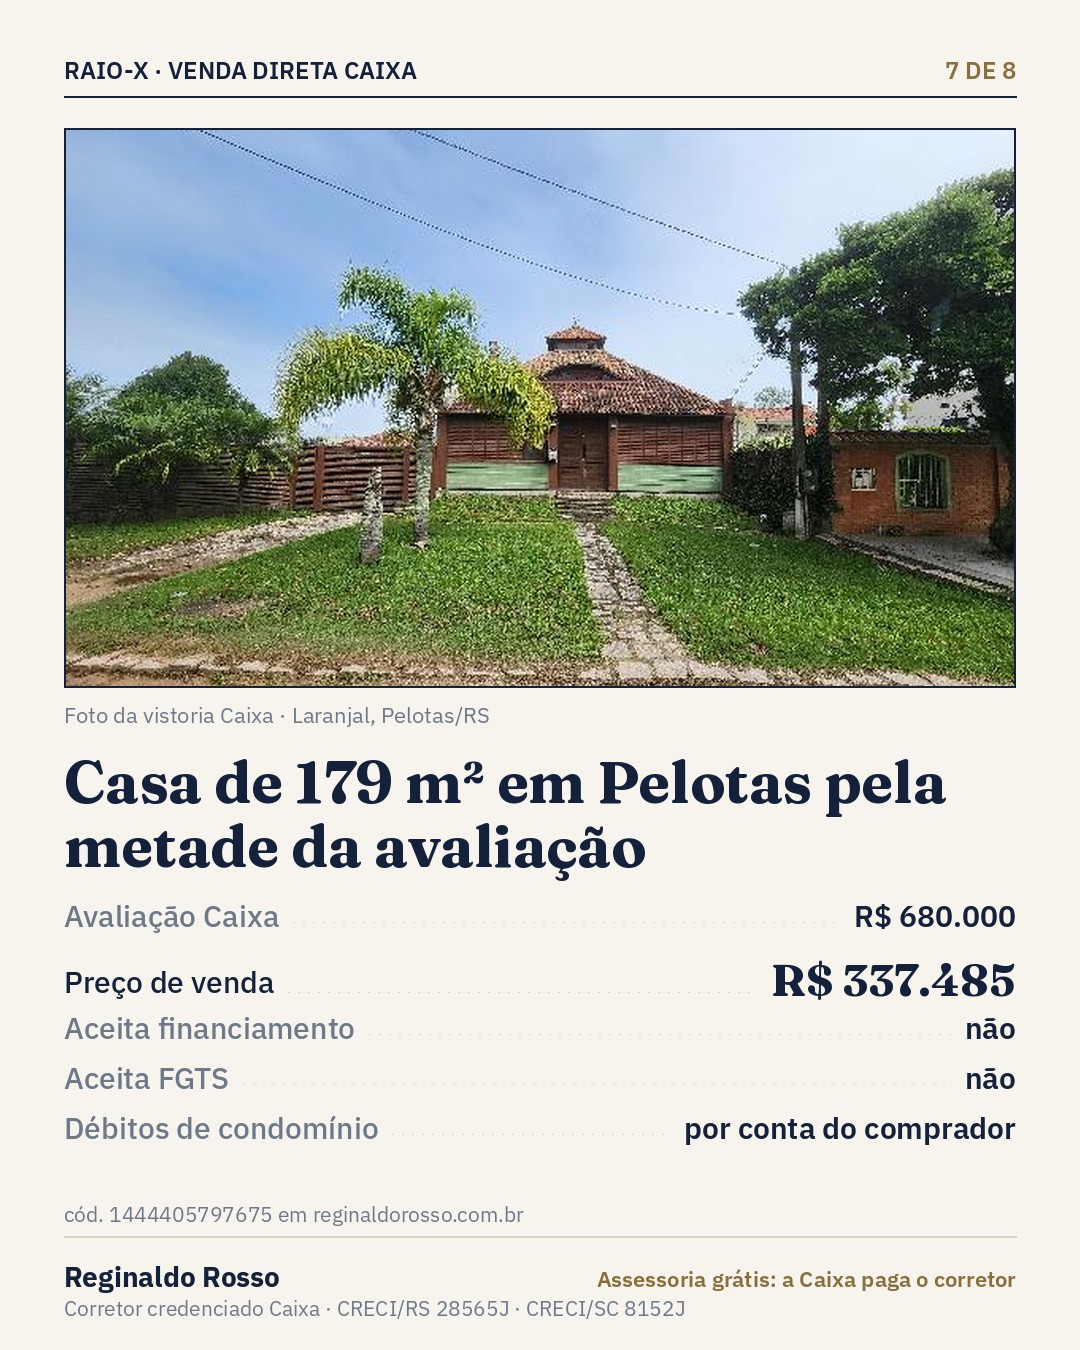 RAIO-X · VENDA DIRETA CAIXA
7 DE 8
Foto da vistoria Caixa · Laranjal, Pelotas/RS
Casa de 179 m² em Pelotas pela
metade da avaliação
Avaliação Caixa R$ 680.000
Preço de venda R$ 337.485
Aceita financiamento não
Aceita FGTS não
Débitos de condomínio por conta do comprador
cód. 1444405797675 em reginaldorosso.com.br
Reginaldo Rosso
Assessoria grátis: a Caixa paga o corretor
Corretor credenciado Caixa · CRECI/RS 28565J · CRECI/SC 8152J